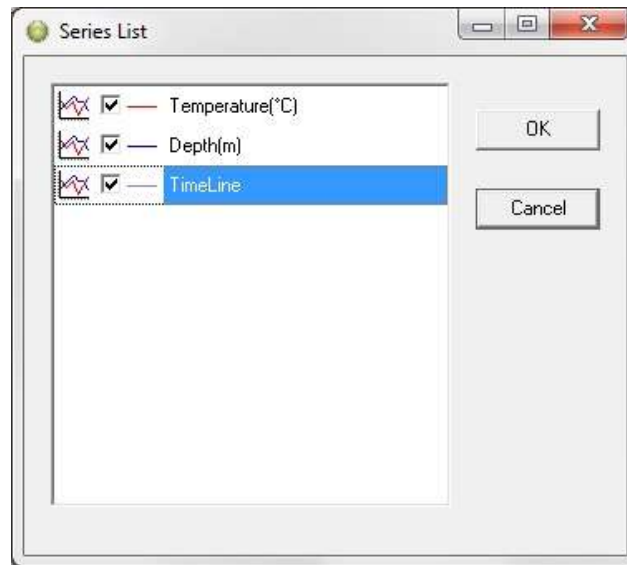 Series List
Temperature(°C)
Depth(m)
TimeLine
OK
Cancel